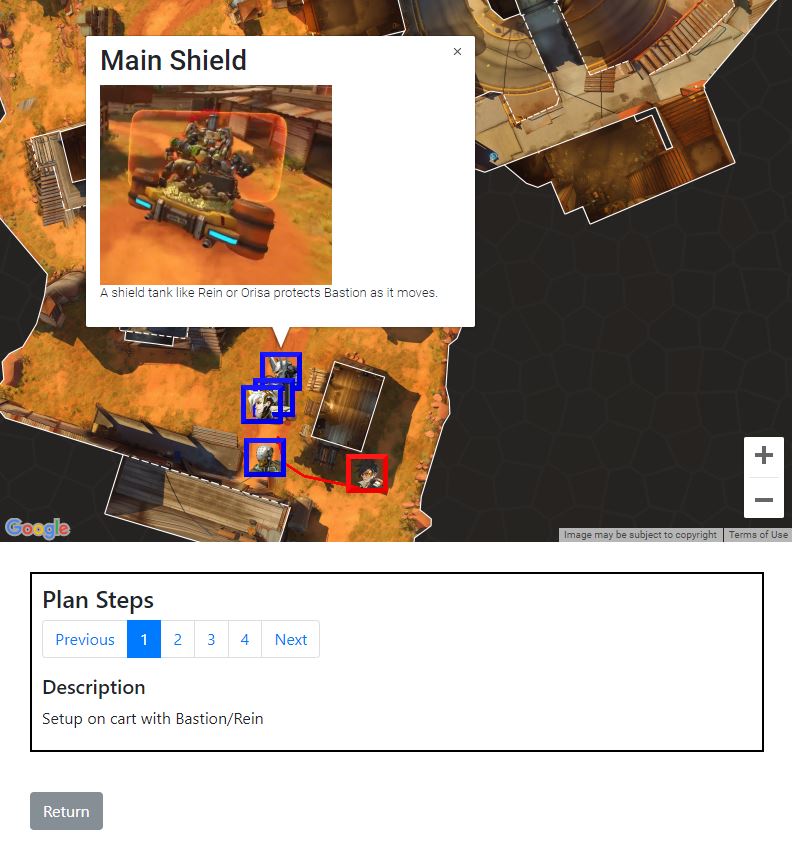 Main Shield
×
A shield tank like Rein or Orisa protects Bastion as it moves.
Google
Image may be subject to copyright
Terms of Use
Plan Steps
Previous 1 2 3 4 Next
Description
Setup on cart with Bastion/Rein
Return